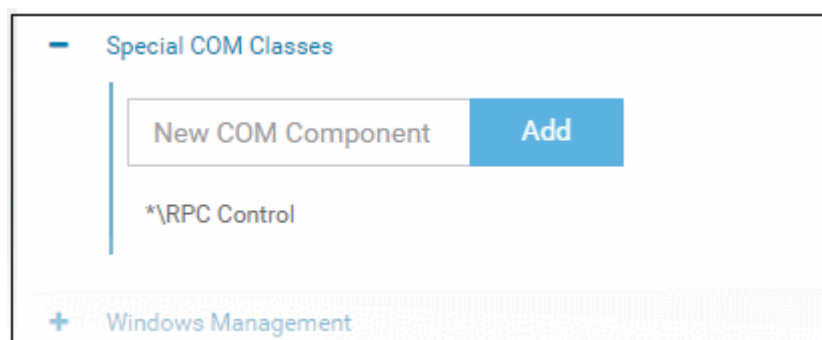 Special COM Classes
New COM Component Add
*\RPC Control
Windows Management